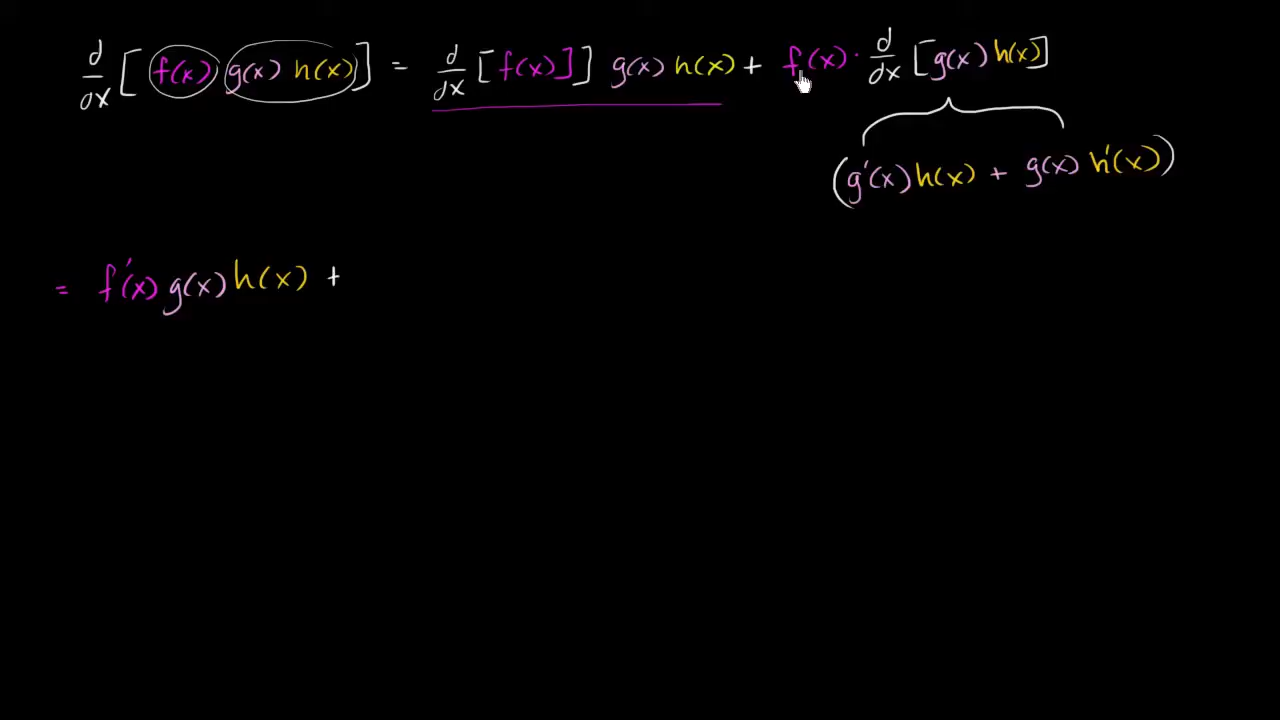 d/dx [ f(x) g(x) h(x) ] = d/dx [ f(x) ] ] g(x) h(x) + f(x) · d/dx [ g(x) h(x) ]
( g'(x) h(x) + g(x) h'(x) )
= f'(x) g(x) h(x) +